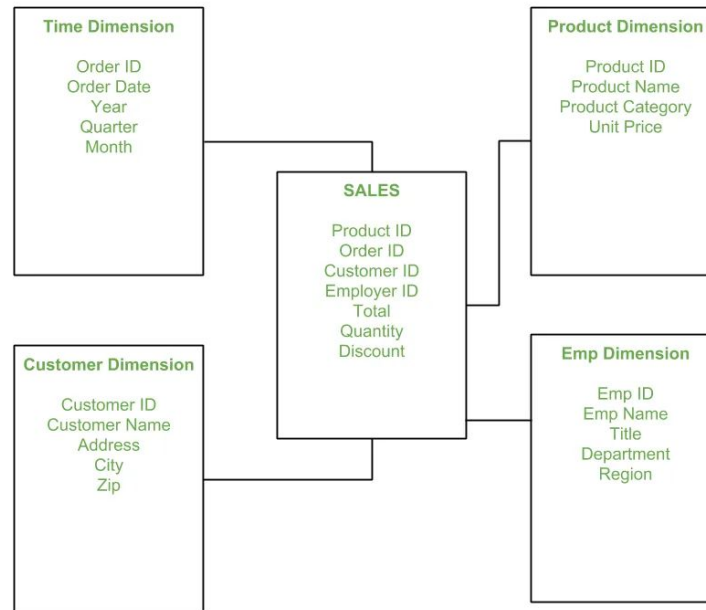 Time Dimension
Order ID
Order Date
Year
Quarter
Month
Product Dimension
Product ID
Product Name
Product Category
Unit Price
SALES
Product ID
Order ID
Customer ID
Employer ID
Total
Quantity
Discount
Customer Dimension
Customer ID
Customer Name
Address
City
Zip
Emp Dimension
Emp ID
Emp Name
Title
Department
Region